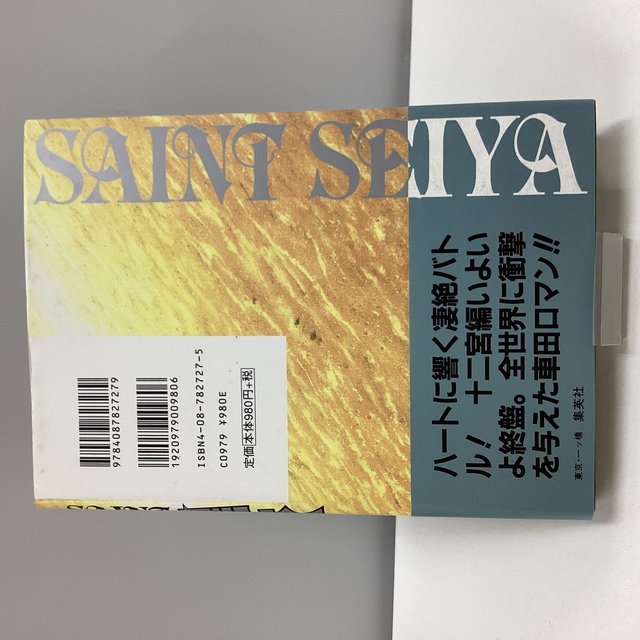 SAINT SEIYA
ハートに響く凄絶バト
ル！十二宮編いよい
よ終盤。全世界に衝撃
を与えた車田ロマン!!
東京・一ツ橋 集英社
9784087827279
1920979009806
ISBN4-08-782727-5
C0979 ¥980E
定価 本体980円+税
SAINT